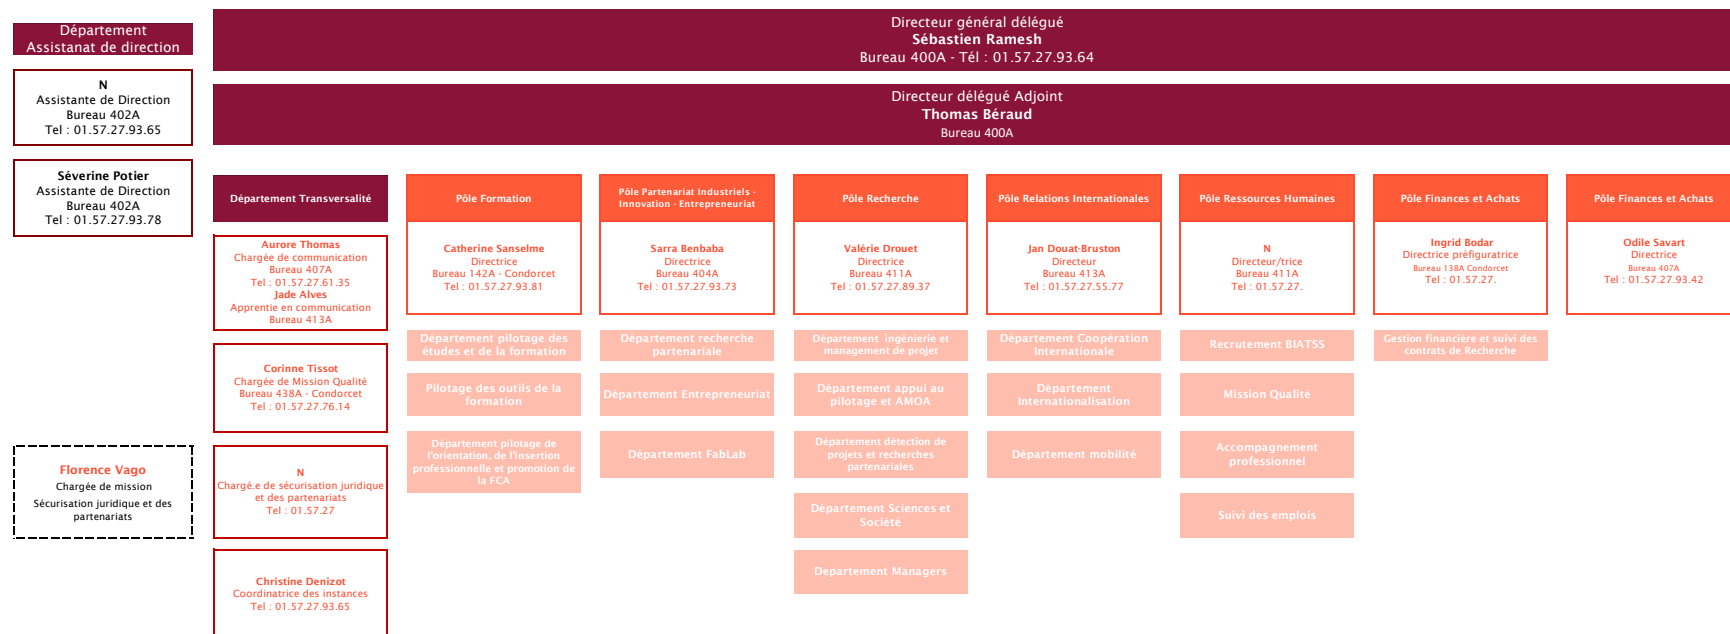 Département
Assistanat de direction
N
Assistante de Direction
Bureau 402A
Tel : 01.57.27.93.65
Séverine Potier
Assistante de Direction
Bureau 402A
Tel : 01.57.27.93.78
Florence Vago
Chargée de mission
Sécurisation juridique et des
partenariats
Directeur général délégué
Sébastien Ramesh
Bureau 400A - Tél : 01.57.27.93.64
Directeur délégué Adjoint
Thomas Béraud
Bureau 400A
Département Transversalité
Aurore Thomas
Chargée de communication
Bureau 407A
Tel : 01.57.27.61.35
Jade Alves
Apprentie en communication
Bureau 413A
Corinne Tissot
Chargée de Mission Qualité
Bureau 438A - Condorcet
Tel : 01.57.27.76.14
N
Chargé.e de sécurisation juridique
et des partenariats
Tel : 01.57.27
Christine Denizot
Coordinatrice des instances
Tel : 01.57.27.93.65
Pôle Formation
Catherine Sanselme
Directrice
Bureau 142A - Condorcet
Tel : 01.57.27.93.81
Département pilotage des
études et de la formation
Pilotage des outils de la
formation
Département pilotage de
l'orientation, de l'insertion
professionnelle et promotion de
la FCA
Pôle Partenariat Industriels -
Innovation - Entrepreneuriat
Sarra Benbaba
Directrice
Bureau 404A
Tel : 01.57.27.93.73
Département recherche
partenariale
Département Entrepreneuriat
Département FabLab
Pôle Recherche
Valérie Drouet
Directrice
Bureau 411A
Tel : 01.57.27.89.37
Département ingénierie et
management de projet
Département appui au
pilotage et AMOA
Département détection de
projets et recherches
partenariales
Département Sciences et
Société
Departement Managers
Pôle Relations Internationales
Jan Douat-Bruston
Directeur
Bureau 413A
Tel : 01.57.27.55.77
Département Coopération
Internationale
Département
Internationalisation
Département mobilité
Pôle Ressources Humaines
N
Directeur/trice
Bureau 411A
Tel : 01.57.27.
Recrutement BIATSS
Mission Qualité
Accompagnement
professionnel
Suivi des emplois
Pôle Finances et Achats
Ingrid Bodar
Directrice préfiguratrice
Bureau 138A Condorcet
Tel : 01.57.27.
Gestion financière et suivi des
contrats de Recherche
Pôle Finances et Achats
Odile Savart
Directrice
Bureau 407A
Tel : 01.57.27.93.42